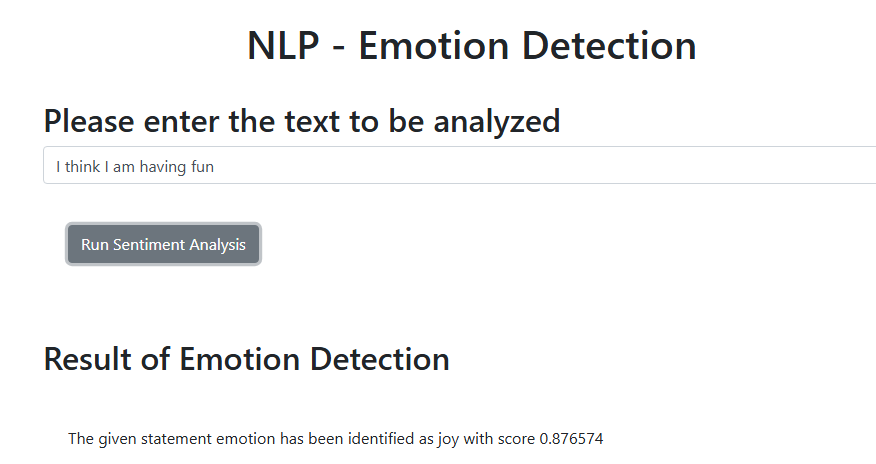 NLP - Emotion Detection
Please enter the text to be analyzed
I think I am having fun
Run Sentiment Analysis
Result of Emotion Detection
The given statement emotion has been identified as joy with score 0.876574